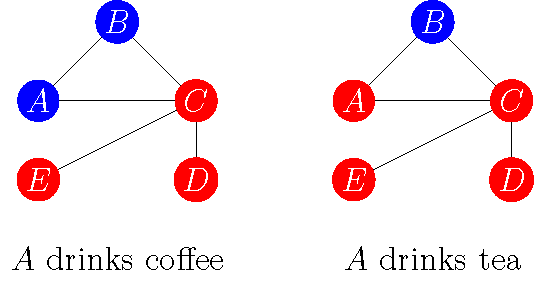 B B
A C A C
E D E D
A drinks coffee A drinks tea